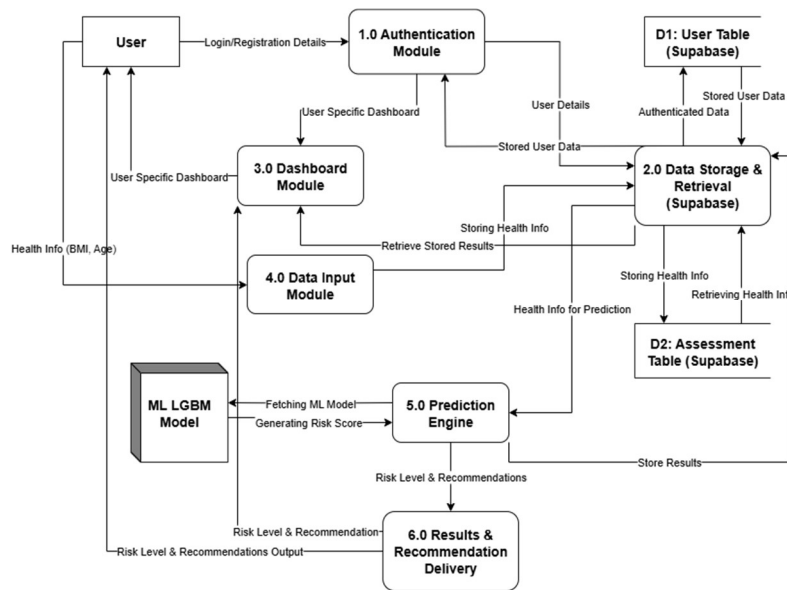 User
Login/Registration Details
1.0 Authentication
Module
D1: User Table
(Supabase)
User Details
Stored User Data
Authenticated Data
User Specific Dashboard
Stored User Data
3.0 Dashboard
Module
User Specific Dashboard
2.0 Data Storage &
Retrieval
(Supabase)
Storing Health Info
Retrieve Stored Results
Health Info (BMI, Age)
4.0 Data Input
Module
Storing Health Info
Retrieving Health Inf
Health Info for Prediction
D2: Assessment
Table (Supabase)
ML LGBM
Model
Fetching ML Model
Generating Risk Score
5.0 Prediction
Engine
Store Results
Risk Level & Recommendations
Risk Level & Recommendation
Risk Level & Recommendations Output
6.0 Results &
Recommendation
Delivery